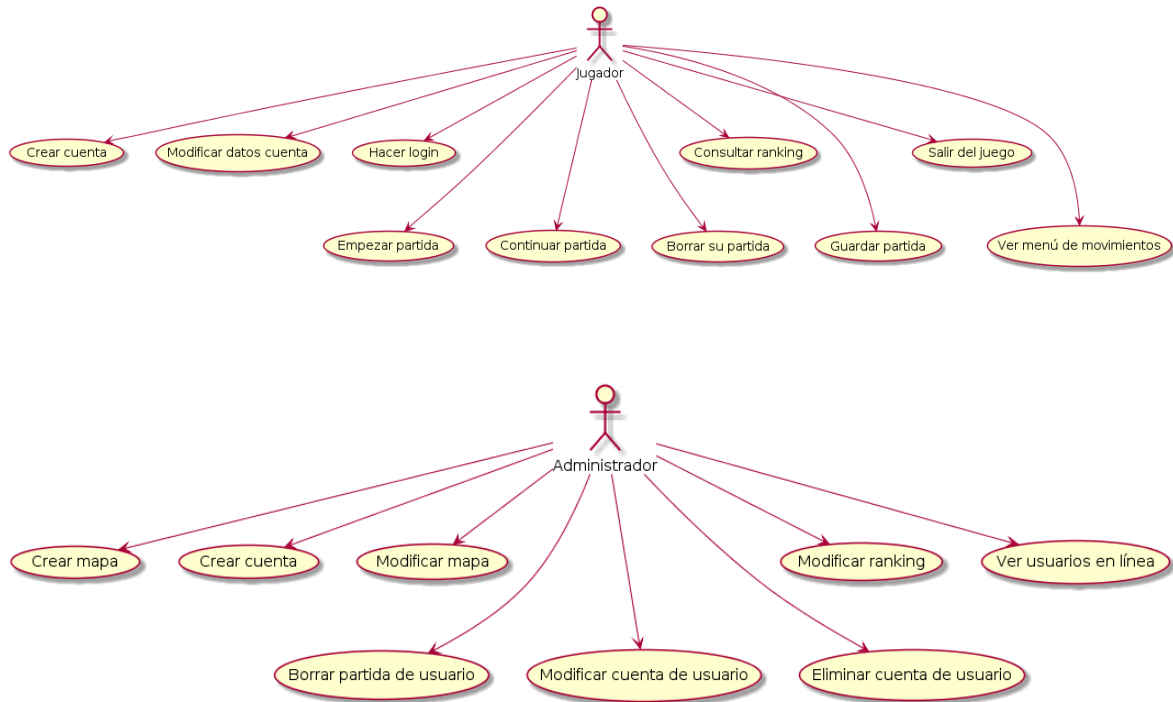 Jugador
Crear cuenta
Modificar datos cuenta
Hacer login
Consultar ranking
Salir del juego
Empezar partida
Continuar partida
Borrar su partida
Guardar partida
Ver menú de movimientos
Administrador
Crear mapa
Crear cuenta
Modificar mapa
Modificar ranking
Ver usuarios en línea
Borrar partida de usuario
Modificar cuenta de usuario
Eliminar cuenta de usuario